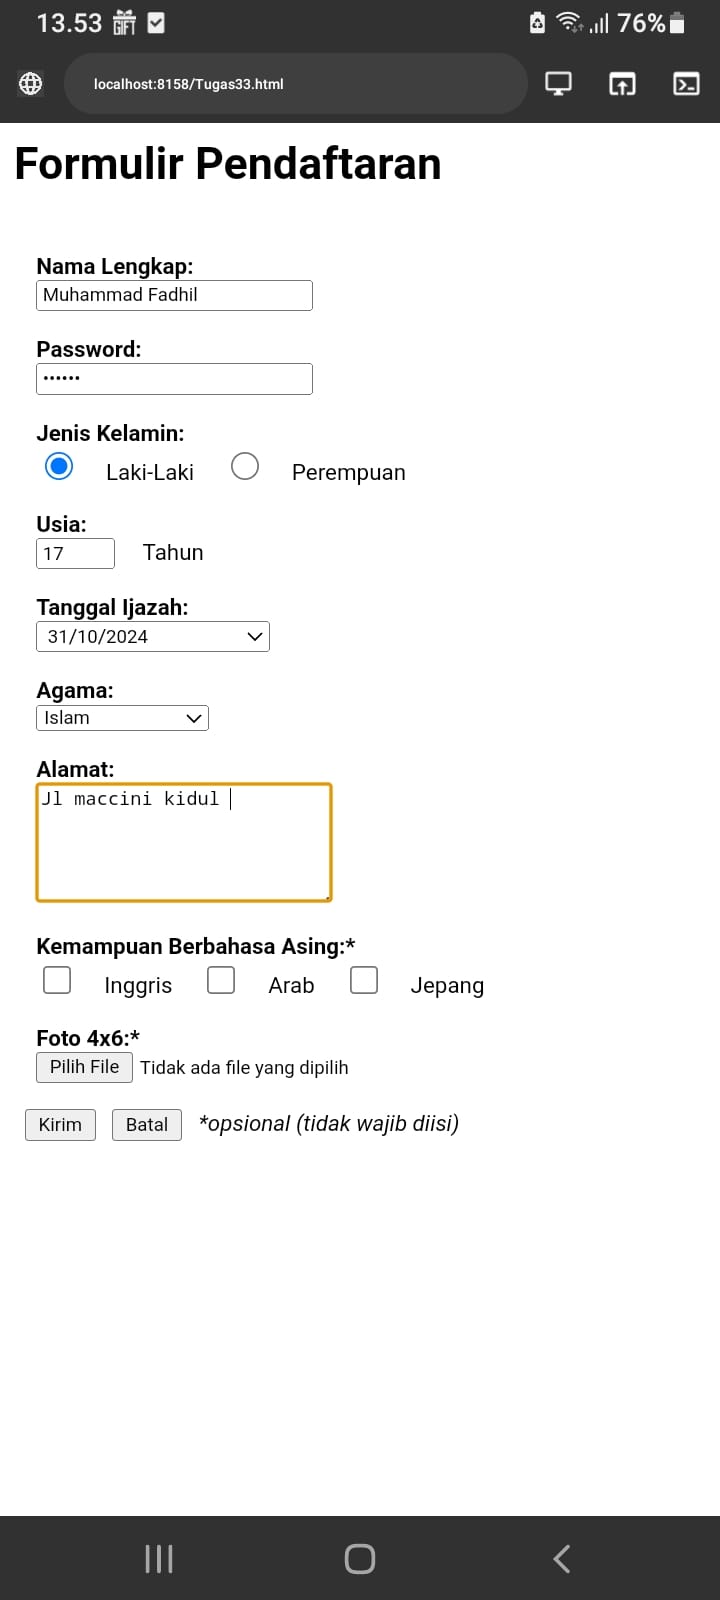 13.53 GIFT 76%
localhost:8158/Tugas33.html
Formulir Pendaftaran
Nama Lengkap:
Muhammad Fadhil
Password:
••••••
Jenis Kelamin:
Laki-Laki Perempuan
Usia:
17 Tahun
Tanggal Ijazah:
31/10/2024
Agama:
Islam
Alamat:
Jl maccini kidul
Kemampuan Berbahasa Asing:*
Inggris Arab Jepang
Foto 4x6:*
Pilih File Tidak ada file yang dipilih
Kirim Batal *opsional (tidak wajib diisi)